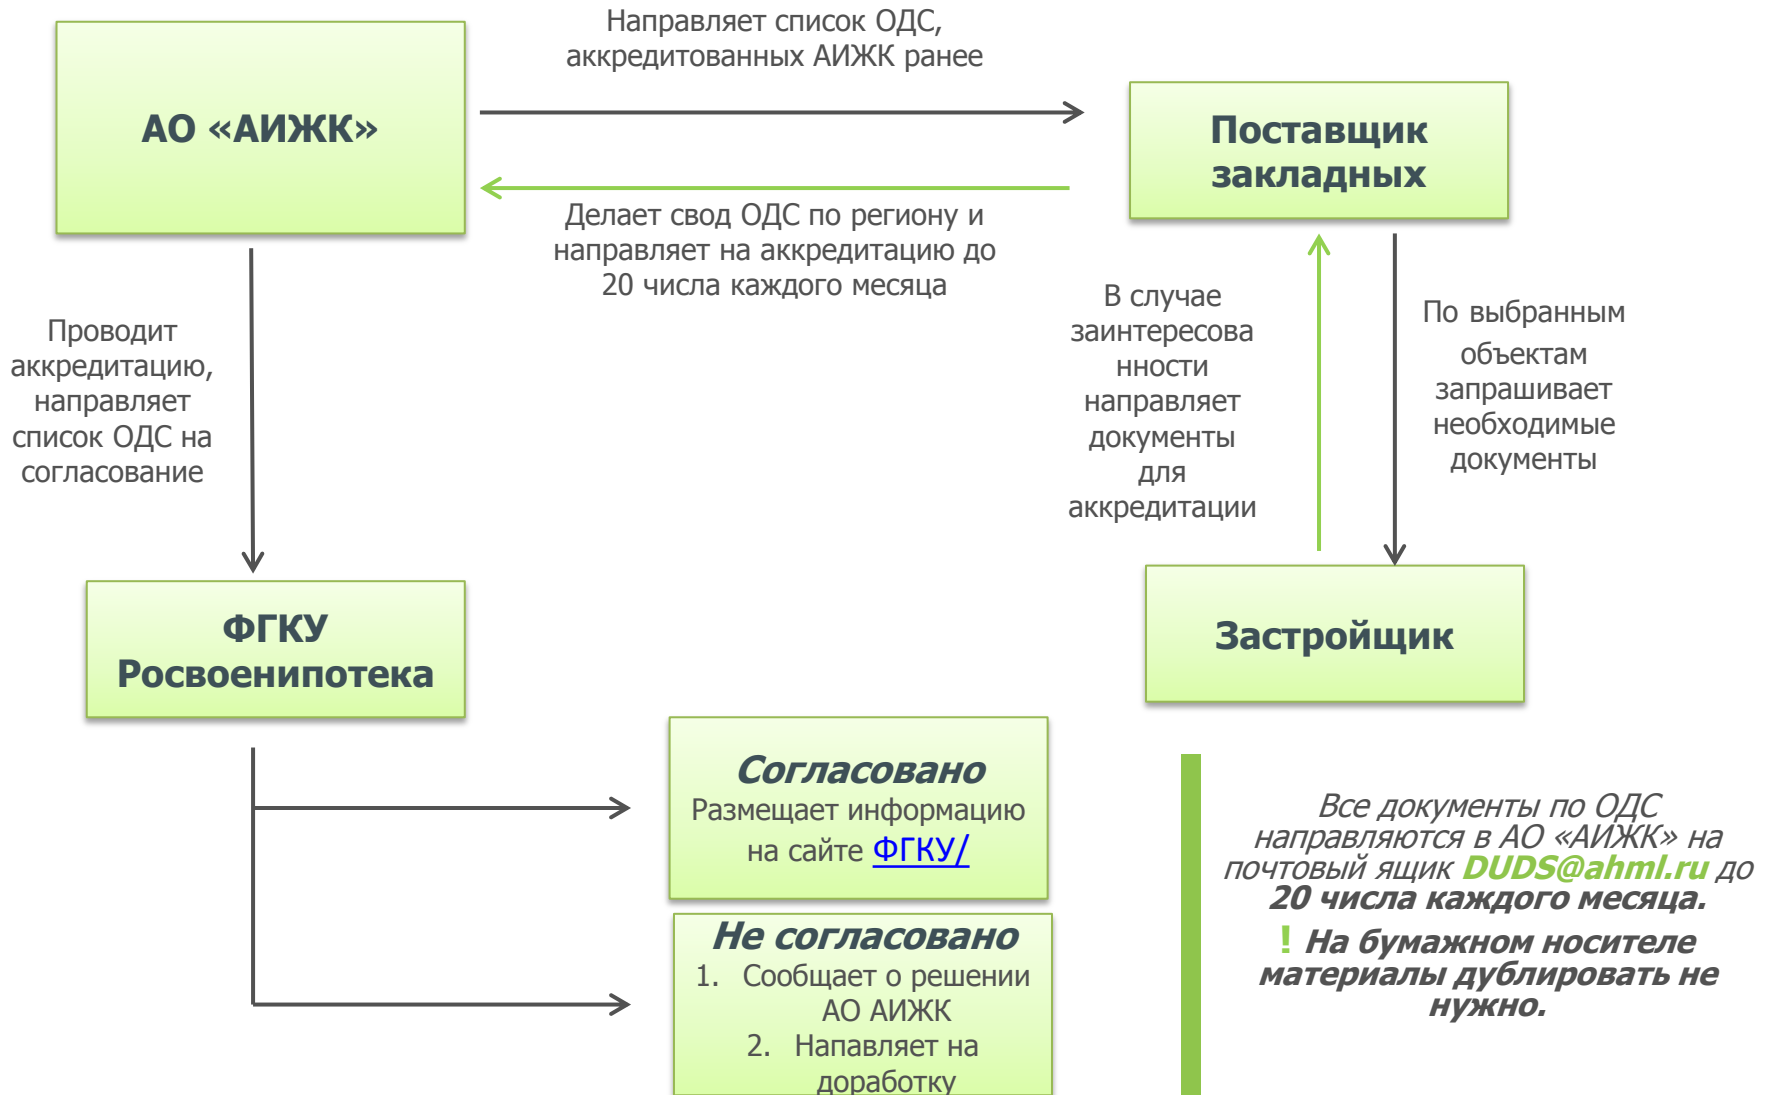 Направляет список ОДС,
аккредитованных АИЖК ранее
АО «АИЖК»
Поставщик
закладных
Делает свод ОДС по региону и
направляет на аккредитацию до
20 числа каждого месяца
Проводит
аккредитацию,
направляет
список ОДС на
согласование
В случае
заинтересова
нности
направляет
документы
для
аккредитации
По выбранным
объектам
запрашивает
необходимые
документы
ФГКУ
Росвоенипотека
Застройщик
Согласовано
Размещает информацию
на сайте ФГКУ/
Не согласовано
1. Сообщает о решении
АО АИЖК
2. Напавляет на
доработку
Все документы по ОДС
направляются в АО «АИЖК» на
почтовый ящик DUDS@ahml.ru до
20 числа каждого месяца.
! На бумажном носителе
материалы дублировать не
нужно.